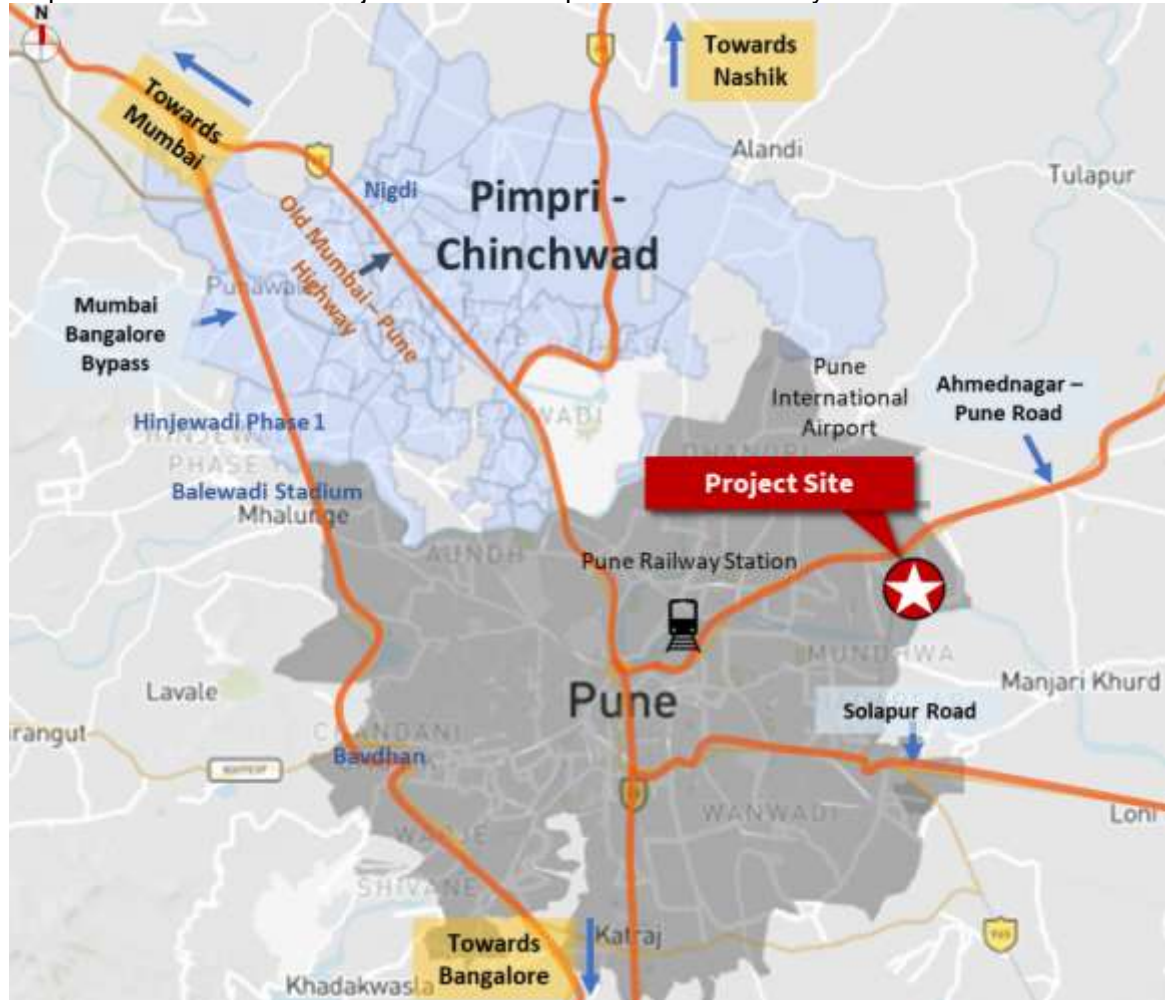 N
Towards
Nashik
Towards
Mumbai
Alandi
Tulapur
Nigdi
Pimpri -
Chinchwad
Old Mumbai – Pune
Highway
Mumbai
Bangalore
Bypass
Pune
International
Airport
Ahmednagar –
Pune Road
Hinjewadi Phase 1
PHASE
Project Site
Balewadi Stadium
Mhalunge
AUNDH
Pune Railway Station
MUNDHWA
Manjari Khurd
Lavale
Pune
Solapur Road
CHANDANI
Bavdhan
WANWADI
Loni
SHIVANE
Katraj
Towards
Bangalore
Khadakwasla